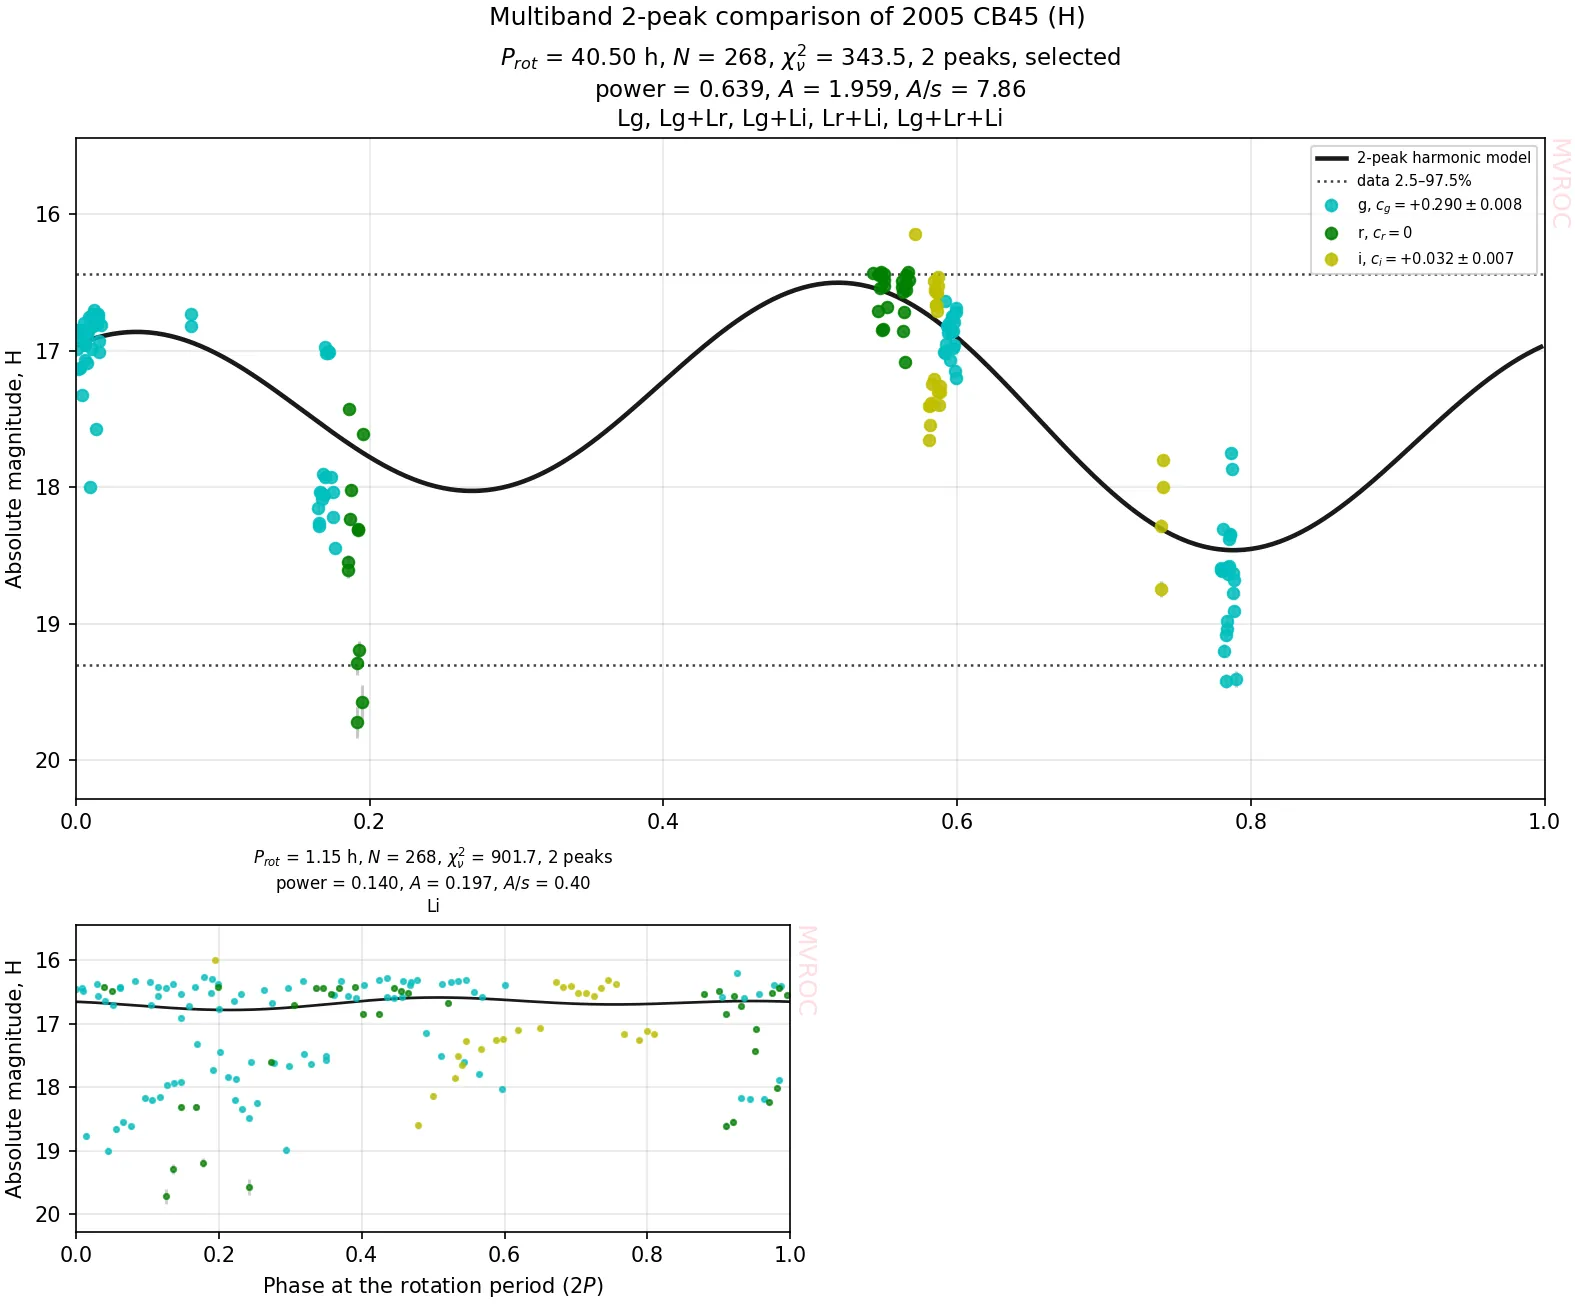 Multiband 2-peak comparison of 2005 CB45 (H)
P_rot = 40.50 h, N = 268, χ²_ν = 343.5, 2 peaks, selected
power = 0.639, A = 1.959, A/s = 7.86
Lg, Lg+Lr, Lg+Li, Lr+Li, Lg+Lr+Li
2-peak harmonic model
data 2.5–97.5%
g, c_g = +0.290 ± 0.008
r, c_r = 0
i, c_i = +0.032 ± 0.007
MVROC
Absolute magnitude, H
16
17
18
19
20
0.0 0.2 0.4 0.6 0.8 1.0
P_rot = 1.15 h, N = 268, χ²_ν = 901.7, 2 peaks
power = 0.140, A = 0.197, A/s = 0.40
Li
MVROC
Absolute magnitude, H
16
17
18
19
20
0.0 0.2 0.4 0.6 0.8 1.0
Phase at the rotation period (2P)